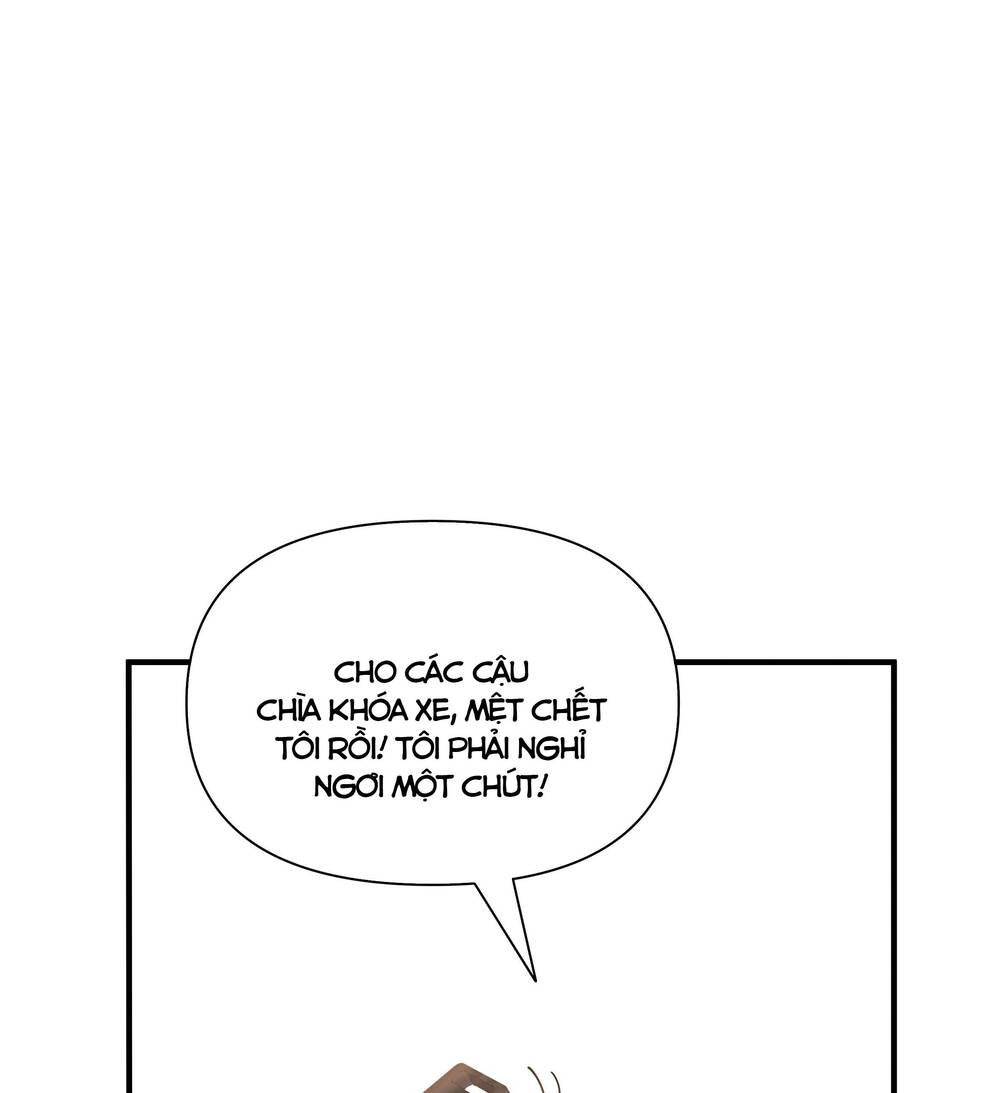 CHO CÁC CẬU
CHÌA KHÓA XE, MỆT CHẾT
TÔI RỒI! TÔI PHẢI NGHỈ
NGƠI MỘT CHÚT!